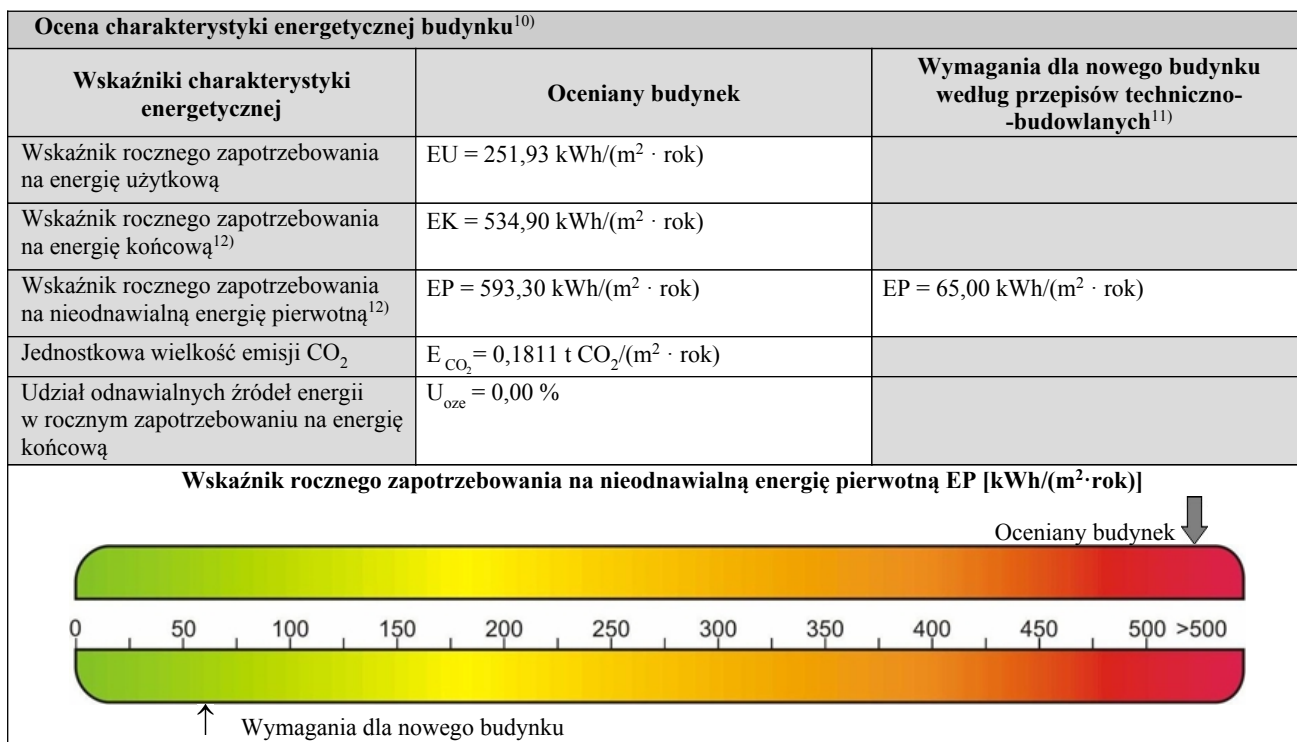 Ocena charakterystyki energetycznej budynku10)
Wskaźniki charakterystyki
energetycznej
Oceniany budynek
Wymagania dla nowego budynku
według przepisów techniczno-
-budowlanych11)
Wskaźnik rocznego zapotrzebowania
na energię użytkową
EU = 251,93 kWh/(m2 · rok)
Wskaźnik rocznego zapotrzebowania
na energię końcową12)
EK = 534,90 kWh/(m2 · rok)
Wskaźnik rocznego zapotrzebowania
na nieodnawialną energię pierwotną12)
EP = 593,30 kWh/(m2 · rok)
EP = 65,00 kWh/(m2 · rok)
Jednostkowa wielkość emisji CO2
E CO2= 0,1811 t CO2/(m2 · rok)
Udział odnawialnych źródeł energii
w rocznym zapotrzebowaniu na energię
końcową
Uoze = 0,00 %
Wskaźnik rocznego zapotrzebowania na nieodnawialną energię pierwotną EP [kWh/(m2·rok)]
Oceniany budynek
0 50 100 150 200 250 300 350 400 450 500 >500
Wymagania dla nowego budynku